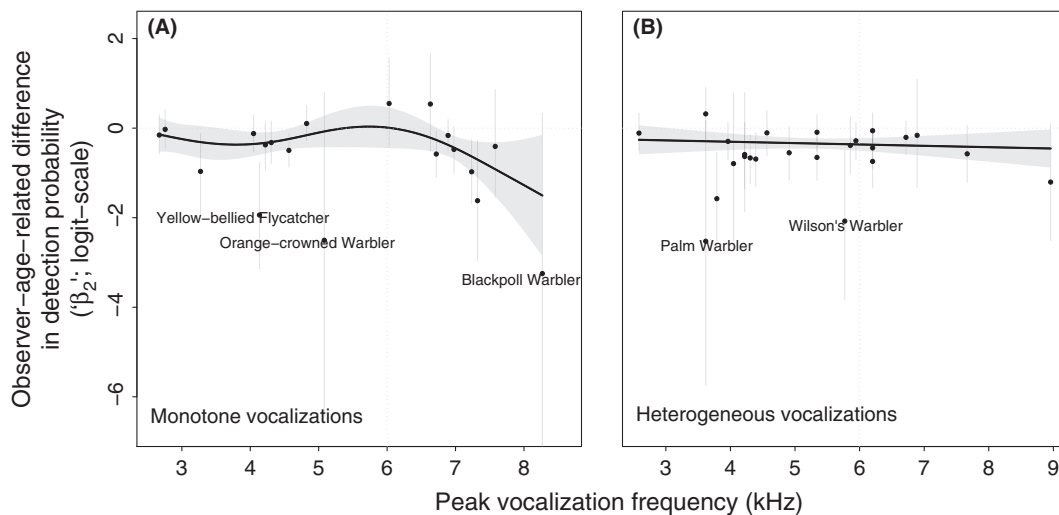 Observer–age–related difference
in detection probability
('β2'; logit–scale)
2
0
−2
−4
−6
(A)
Yellow–bellied Flycatcher
Orange–crowned Warbler
Blackpoll Warbler
Monotone vocalizations
3 4 5 6 7 8
(B)
Wilson's Warbler
Palm Warbler
Heterogeneous vocalizations
3 4 5 6 7 8 9
Peak vocalization frequency (kHz)